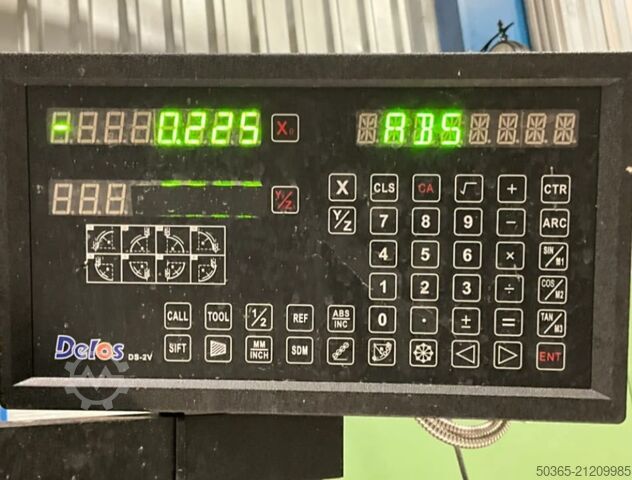 - 0.225 X₀ ABS
Y/Z
X CLS CA √ + CTR
Y/Z 7 8 9 - ARC
4 5 6 × SIN/M1
1 2 3 ÷ COS/M2
CALL TOOL 1/2 REF ABS/INC 0 . ± = TAN/M3
Delos DS-2V SIFT MM/INCH SDM ENT
50365-21209985